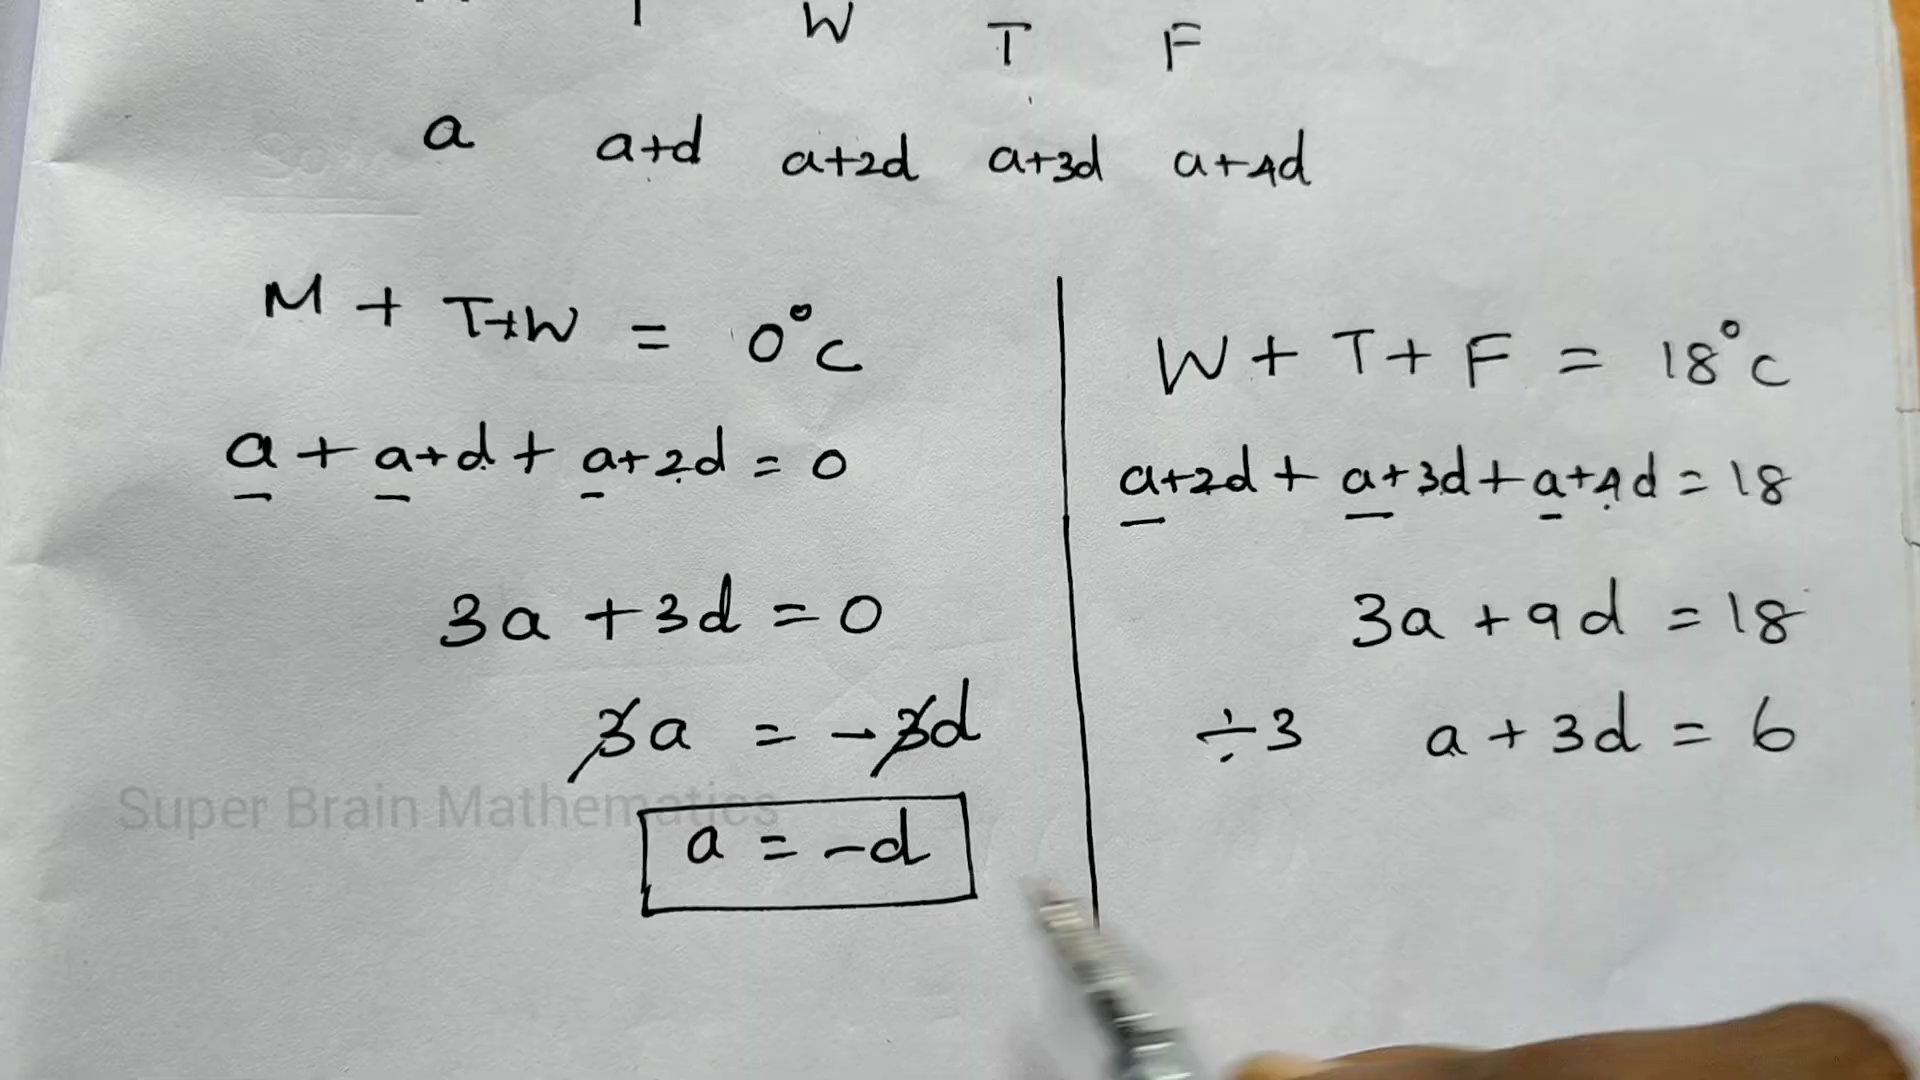 W T F
a a+d a+2d a+3d a+4d
M + T+W = 0°C
a + a+d + a+2d = 0
3a + 3d = 0
3a = -3d
a = -d
W + T + F = 18°C
a+2d + a+3d + a+4d = 18
3a + 9d = 18
÷3 a + 3d = 6
Super Brain Mathematics